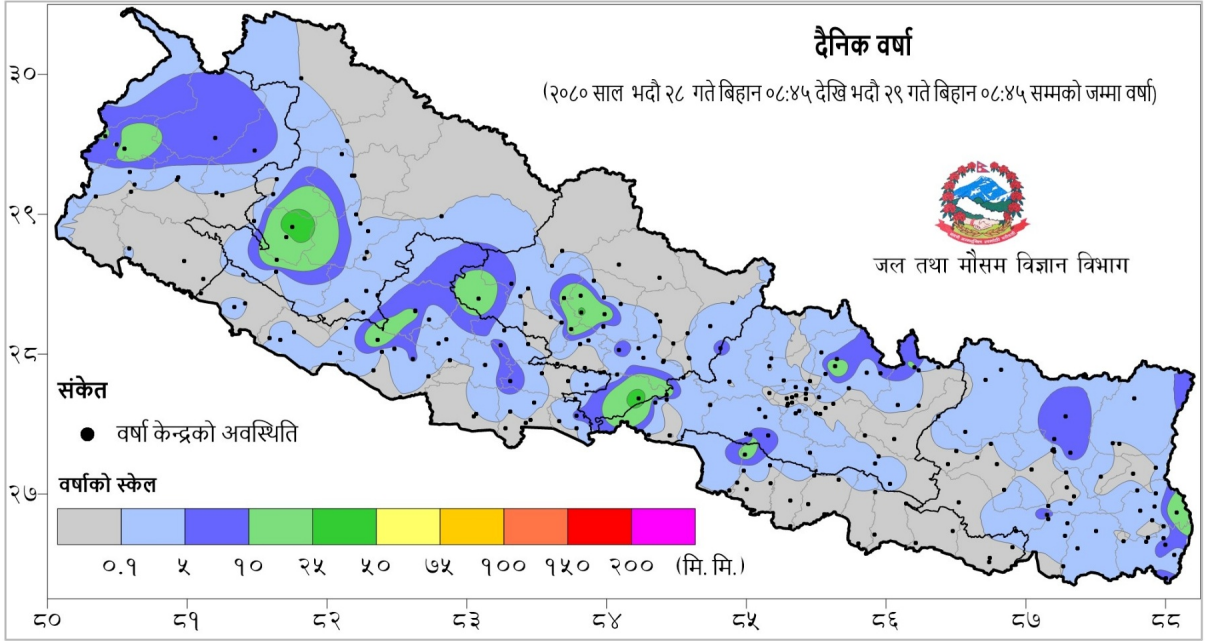 दैनिक वर्षा
(२०८० साल भदौ २८ गते बिहान ०८:४५ देखि भदौ २९ गते बिहान ०८:४५ सम्मको जम्मा वर्षा)
३०
२९
जल तथा मौसम विज्ञान विभाग
२८
संकेत
वर्षा केन्द्रको अवस्थिति
वर्षाको स्केल
२७
०.१ ५ १० २५ ५० ७५ १०० १५० २०० (मि. मि.)
८० ८१ ८२ ८३ ८४ ८५ ८६ ८७ ८८